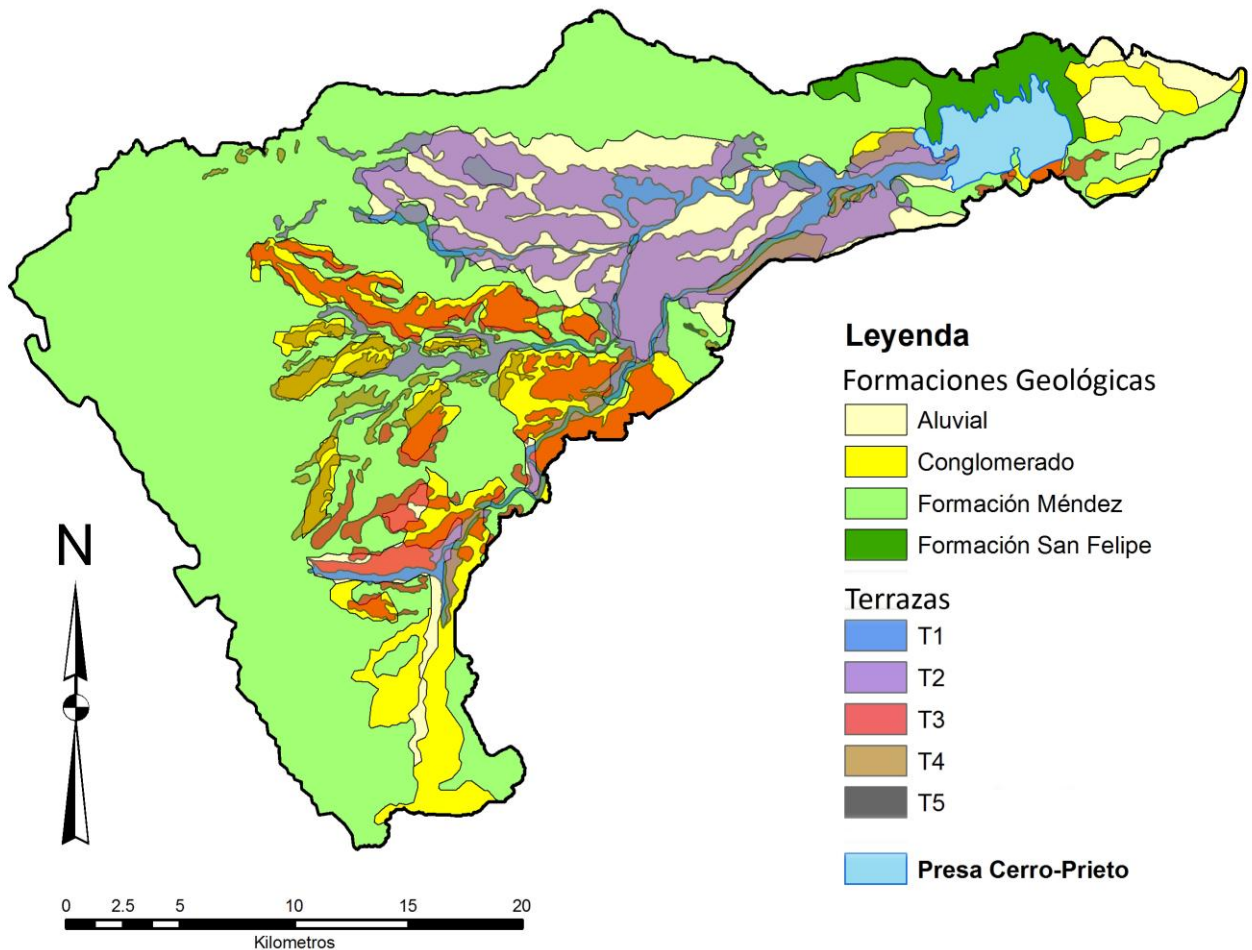 Leyenda
Formaciones Geológicas
Aluvial
Conglomerado
Formación Méndez
Formación San Felipe
Terrazas
T1
T2
T3
T4
T5
Presa Cerro-Prieto
N
0 2.5 5 10 15 20
Kilometros